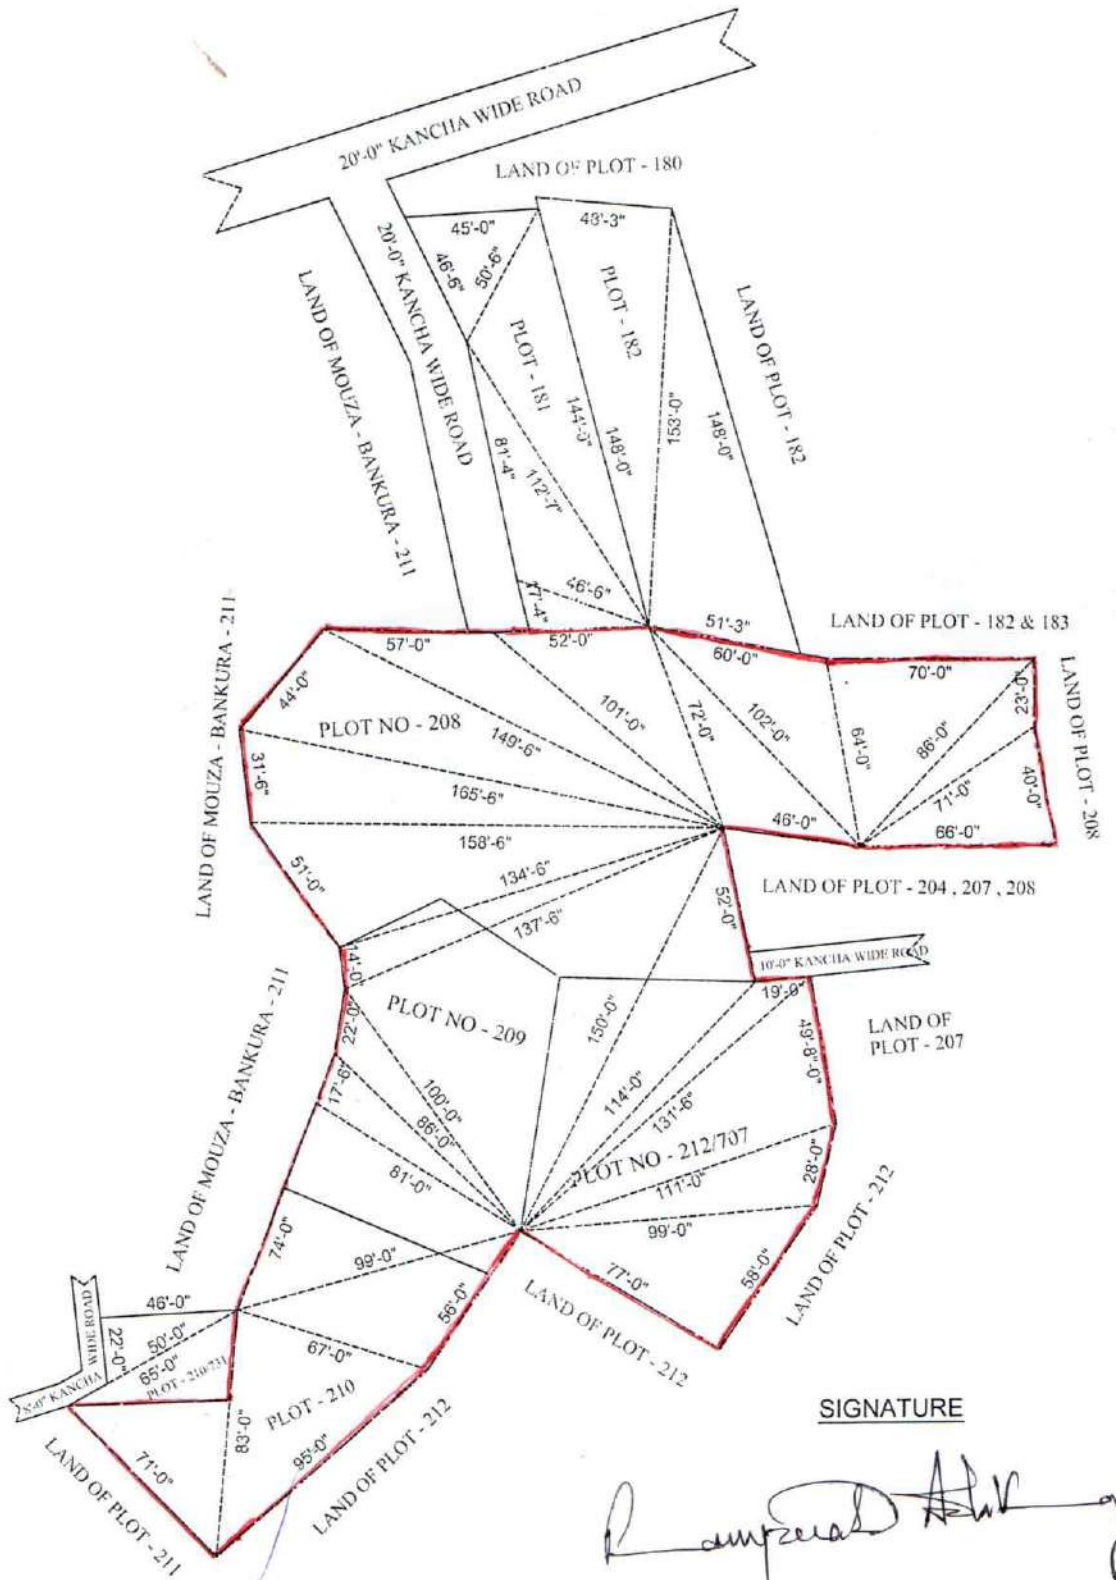 20'-0" KANCHA WIDE ROAD
LAND OF PLOT - 180
45'-0"
48'-3"
20'-0" KANCHA WIDE ROAD
46'-6"
50'-6"
LAND OF MOUZA - BANKURA - 211
PLOT - 181
PLOT - 182
LAND OF PLOT - 182
144'-0"
148'-0"
153'-0"
148'-0"
81'-4"
112'-7"
17'-4"
46'-6"
57'-0"
52'-0"
51'-3"
60'-0"
LAND OF PLOT - 182 & 183
70'-0"
23'-0"
LAND OF PLOT - 208
LAND OF MOUZA - BANKURA - 211
44'-0"
PLOT NO - 208
149'-6"
101'-0"
72'-0"
102'-0"
64'-0"
86'-0"
71'-0"
40'-0"
31'-6"
165'-6"
158'-6"
46'-0"
66'-0"
51'-0"
134'-6"
137'-6"
52'-0"
LAND OF PLOT - 204 , 207 , 208
10'-0" KANCHA WIDE ROAD
14'-0"
19'-0"
PLOT NO - 209
22'-0"
150'-0"
LAND OF
PLOT - 207
49'-8"-0"
LAND OF MOUZA - BANKURA - 211
17'-6"
100'-0"
86'-0"
81'-0"
114'-0"
131'-6"
PLOT NO - 212/707
111'-0"
28'-0"
99'-0"
74'-0"
99'-0"
77'-0"
58'-0"
LAND OF PLOT - 212
56'-0"
LAND OF PLOT - 212
46'-0"
22'-0"
50'-0"
65'-0"
PLOT - 210/731
8'-0" KANCHA
WIDE ROAD
67'-0"
PLOT - 210
83'-0"
95'-0"
LAND OF PLOT - 212
71'-0"
LAND OF PLOT - 211
SIGNATURE